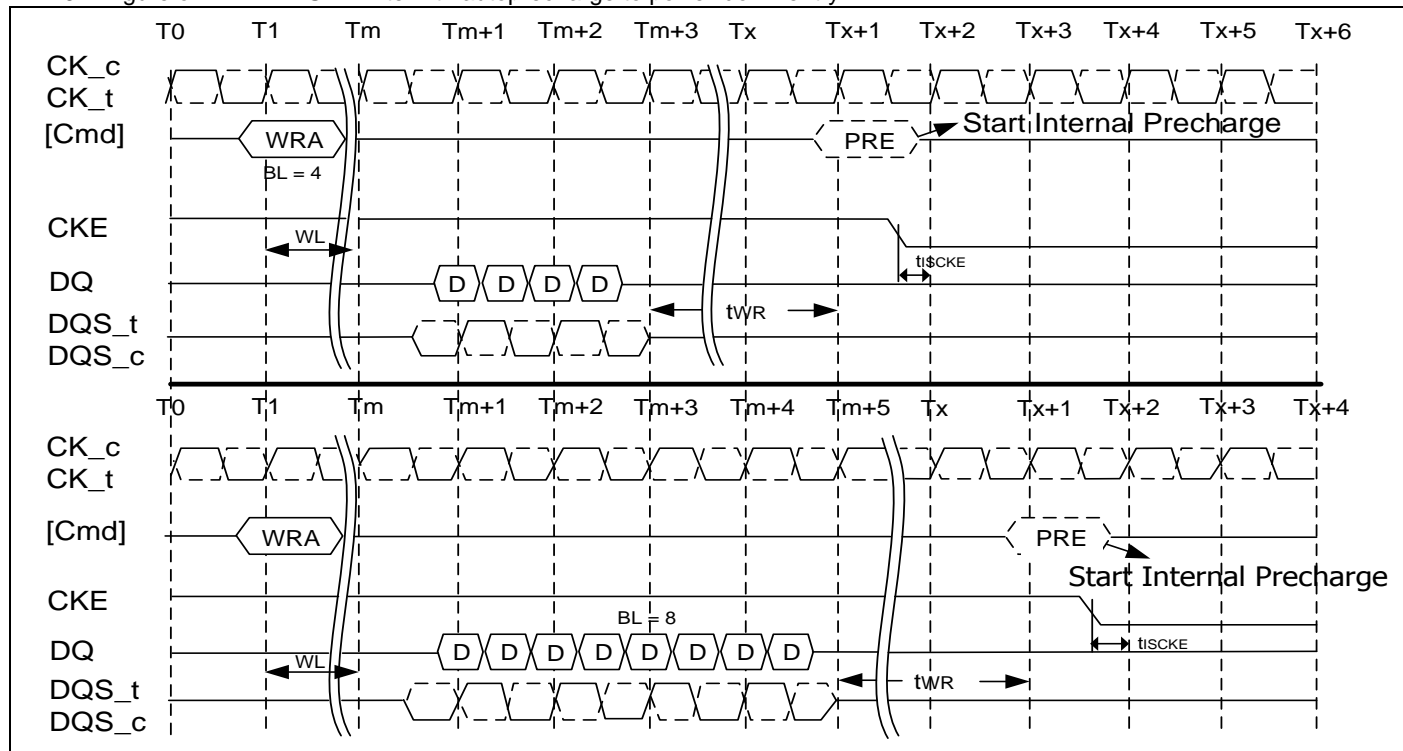 T0 T1 Tm Tm+1 Tm+2 Tm+3 Tx Tx+1 Tx+2 Tx+3 Tx+4 Tx+5 Tx+6
CK_c
CK_t
[Cmd] WRA PRE Start Internal Precharge
BL = 4
CKE
WL
tISCKE
DQ D D D D
tWR
DQS_t
DQS_c
T0 T1 Tm Tm+1 Tm+2 Tm+3 Tm+4 Tm+5 Tx Tx+1 Tx+2 Tx+3 Tx+4
CK_c
CK_t
[Cmd] WRA PRE
Start Internal Precharge
CKE
BL = 8
DQ D D D D D D D D
tISCKE
WL
tWR
DQS_t
DQS_c